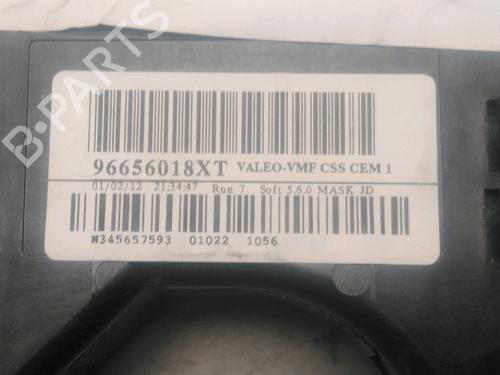 B-PARTS
96656018XT VALEO-VMF CSS CEM 1
01/02/12 21:34:47 Run 7 Soft 5.6.0 MASK JD
N345657593 01022 1056